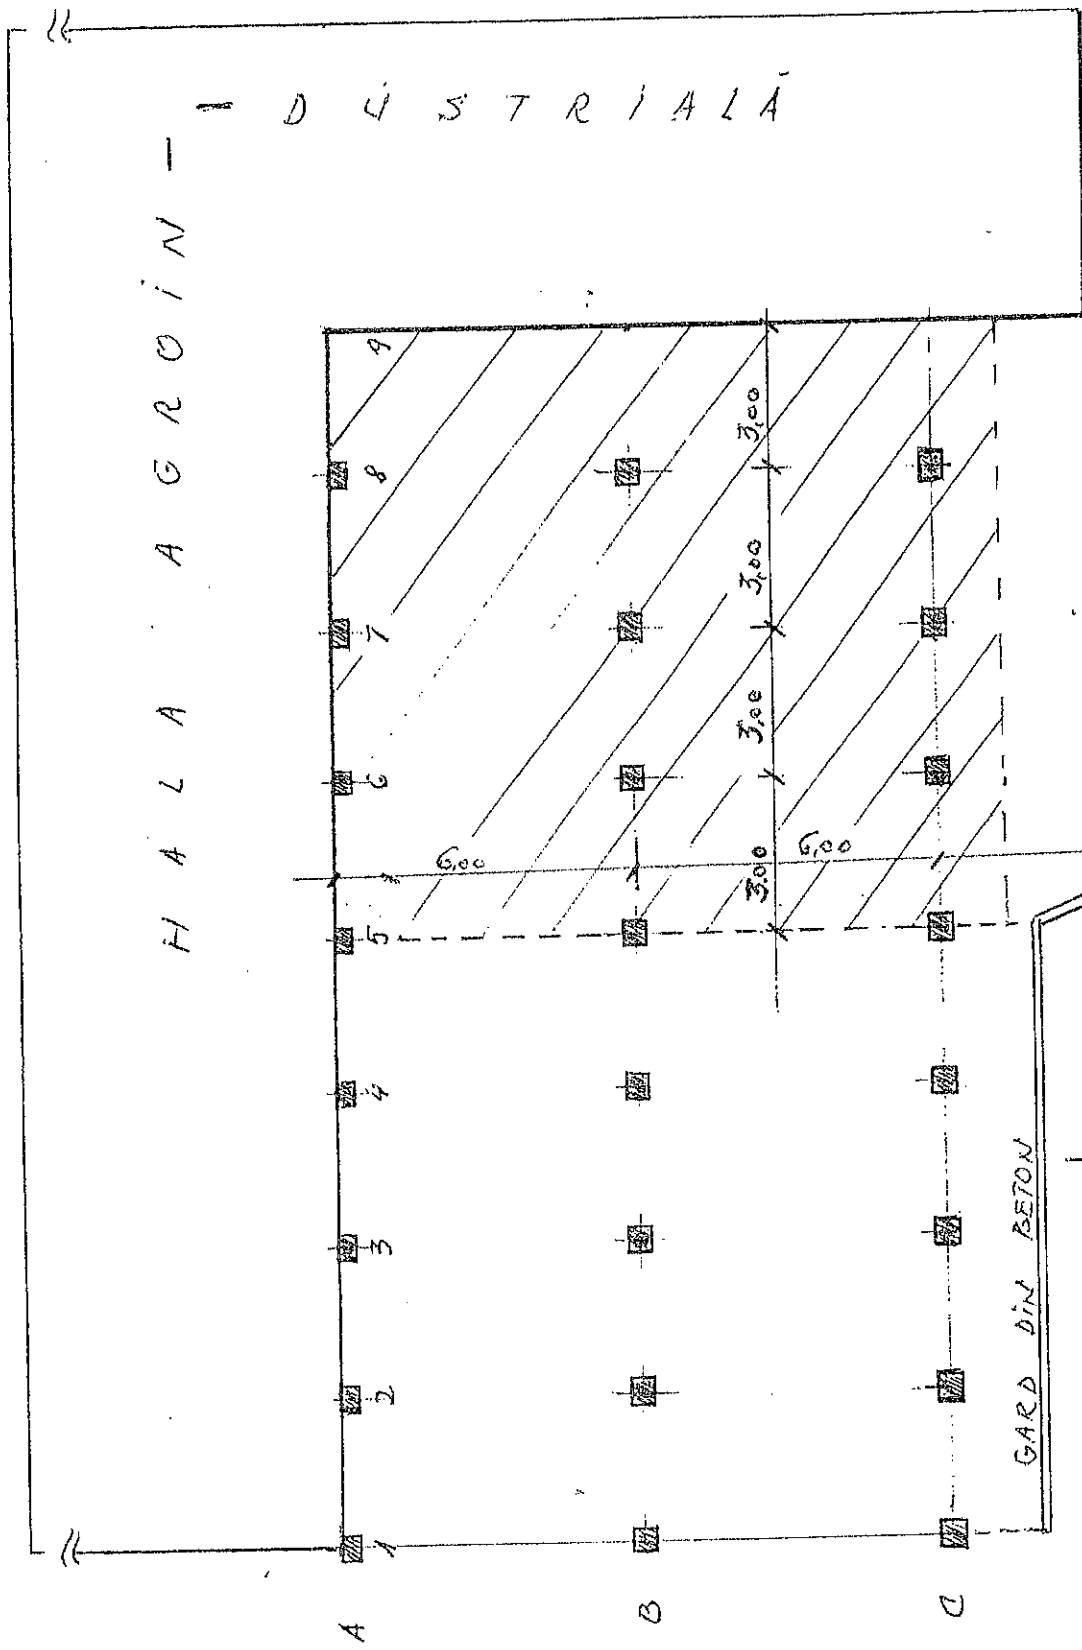 HALA AGROIN-
-DUSTRIALĂ
1 2 3 4 5 6 7 8 9
6,00 6,00
3,00 3,00 3,00 3,00
A
B
C
GARD DIN BETON